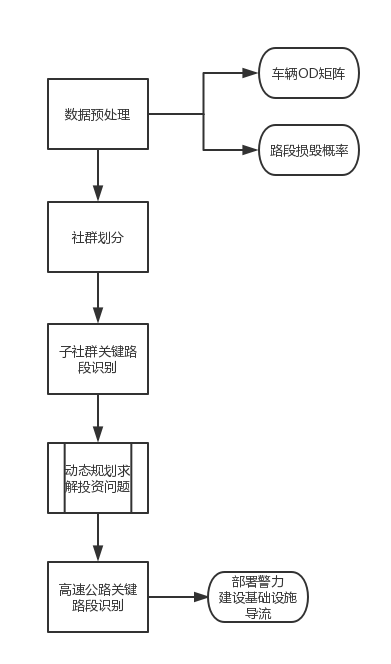 车辆OD矩阵
数据预处理
路段损毁概率
社群划分
子社群关键路
段识别
动态规划求
解投资问题
高速公路关键
路段识别
部署警力
建设基础设施
导流